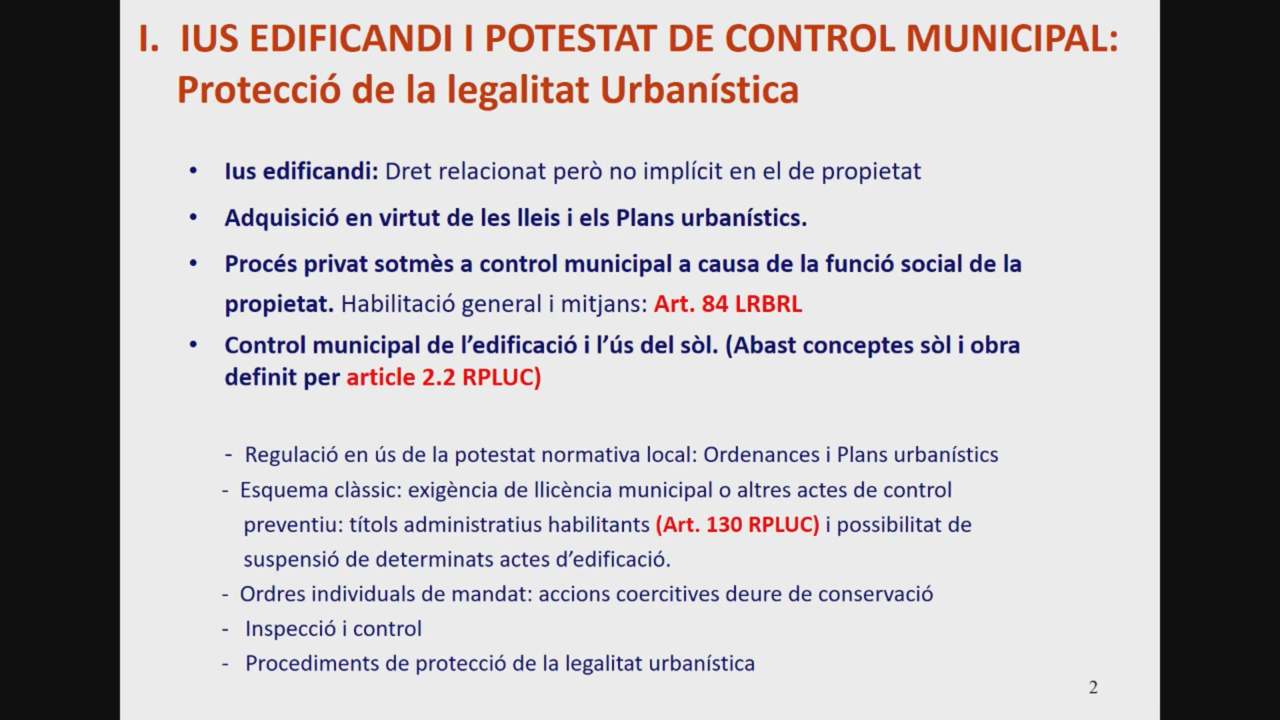 I. IUS EDIFICANDI I POTESTAT DE CONTROL MUNICIPAL:
Protecció de la legalitat Urbanística
• Ius edificandi: Dret relacionat però no implícit en el de propietat
• Adquisició en virtut de les lleis i els Plans urbanístics.
• Procés privat sotmès a control municipal a causa de la funció social de la
propietat. Habilitació general i mitjans: Art. 84 LRBRL
• Control municipal de l’edificació i l’ús del sòl. (Abast conceptes sòl i obra
definit per article 2.2 RPLUC)
- Regulació en ús de la potestat normativa local: Ordenances i Plans urbanístics
- Esquema clàssic: exigència de llicència municipal o altres actes de control
preventiu: títols administratius habilitants (Art. 130 RPLUC) i possibilitat de
suspensió de determinats actes d’edificació.
- Ordres individuals de mandat: accions coercitives deure de conservació
- Inspecció i control
- Procediments de protecció de la legalitat urbanística
2